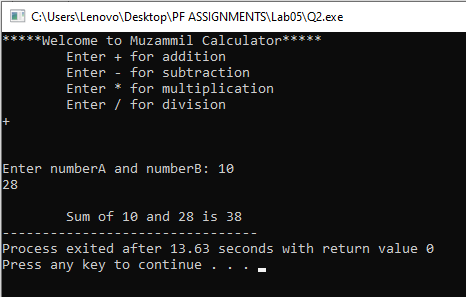 C:\Users\Lenovo\Desktop\PF ASSIGNMENTS\Lab05\Q2.exe
*****Welcome to Muzammil Calculator*****
Enter + for addition
Enter - for subtraction
Enter * for multiplication
Enter / for division
+
Enter numberA and numberB: 10
28
Sum of 10 and 28 is 38
--------------------------------
Process exited after 13.63 seconds with return value 0
Press any key to continue . . .